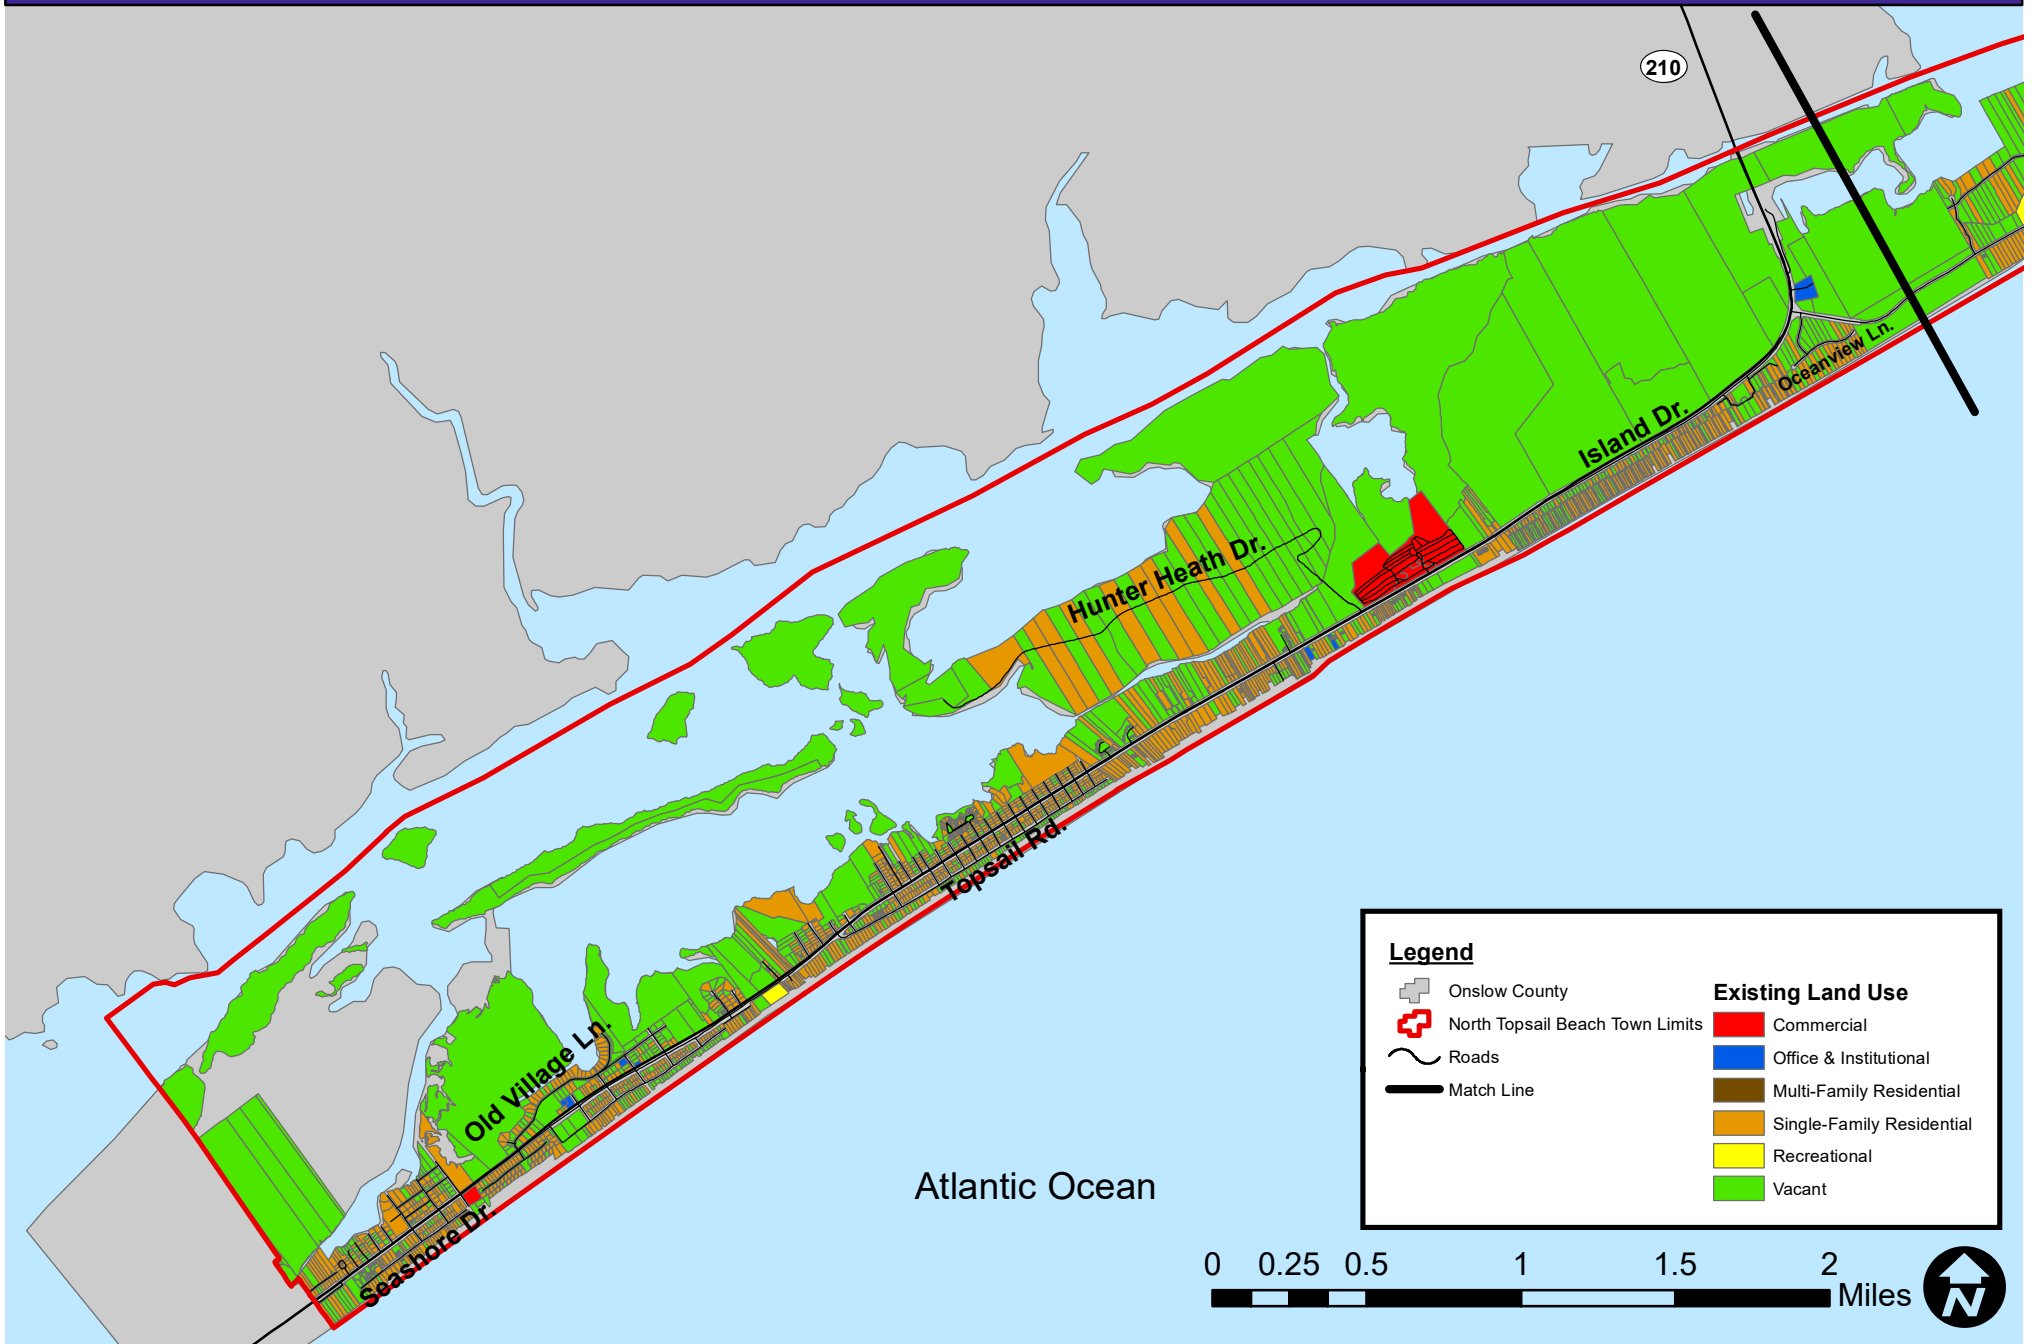 210
Oceanview Ln.
Island Dr.
Hunter Heath Dr.
Topsail Rd.
Old Village Ln.
Seashore Dr.
Atlantic Ocean
Legend
Onslow County
North Topsail Beach Town Limits
Roads
Match Line
Existing Land Use
Commercial
Office & Institutional
Multi-Family Residential
Single-Family Residential
Recreational
Vacant
0 0.25 0.5 1 1.5 2
Miles
N